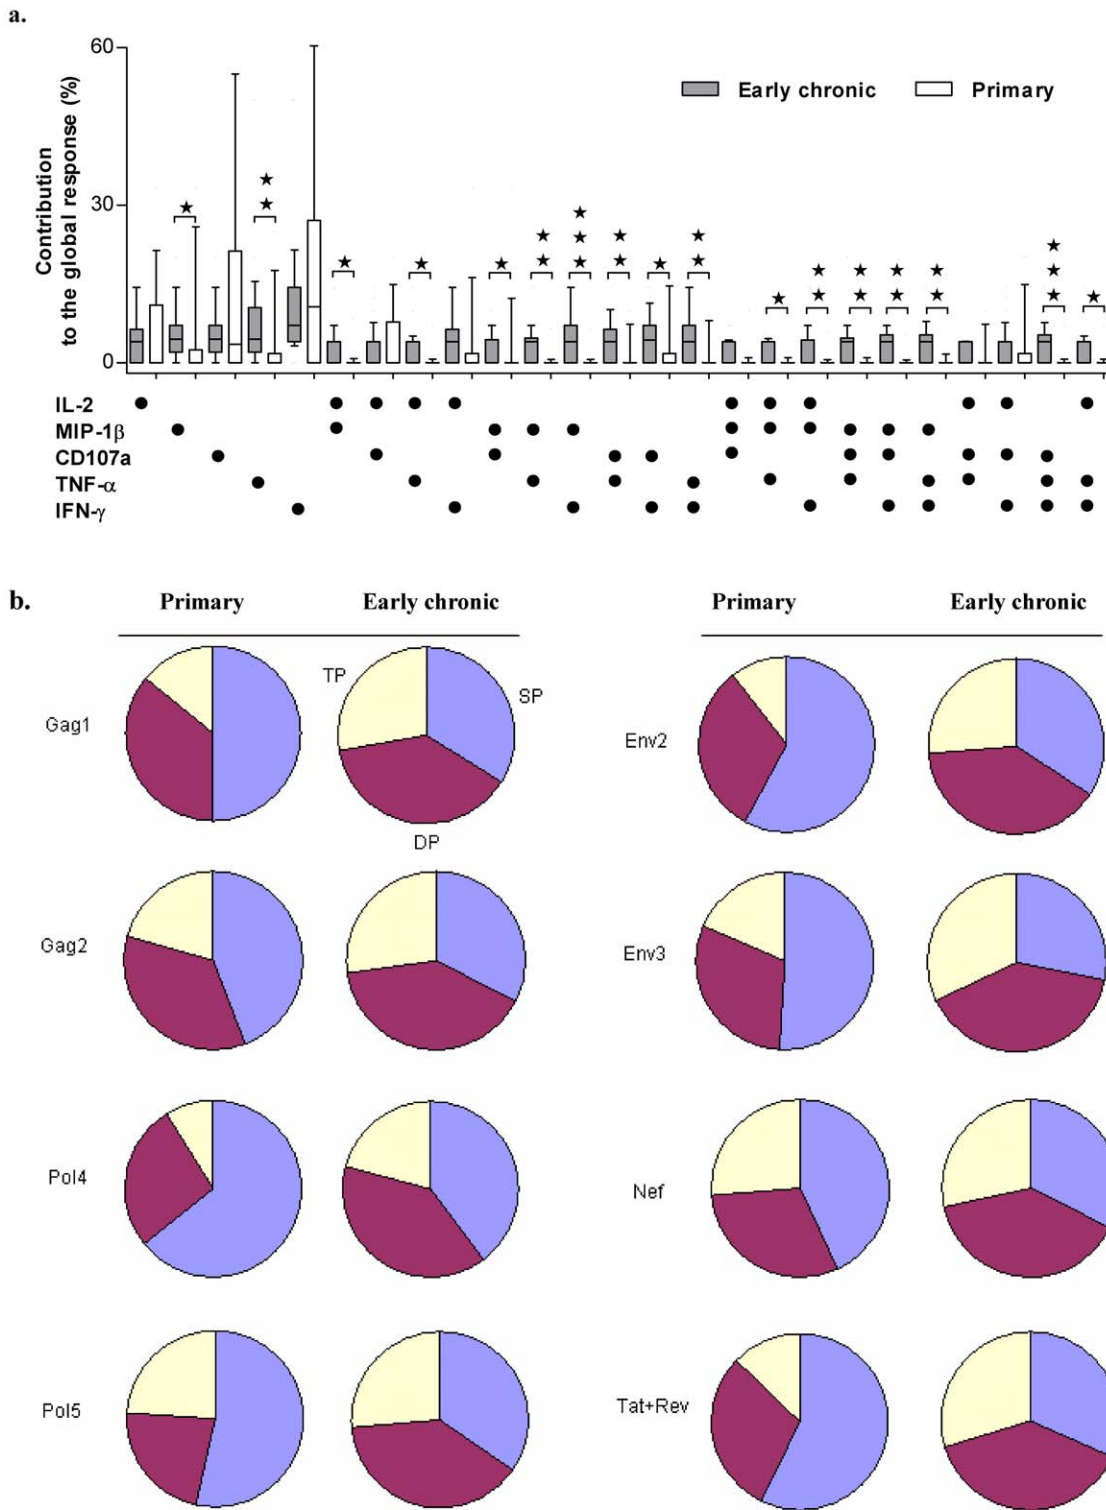 a.
60
30
0
Contribution
to the global response (%)
Early chronic
Primary
IL-2
MIP-1β
CD107a
TNF-α
IFN-γ
b.
Primary
Early chronic
Primary
Early chronic
Gag1
TP
SP
DP
Env2
Gag2
Env3
Pol4
Nef
Pol5
Tat+Rev